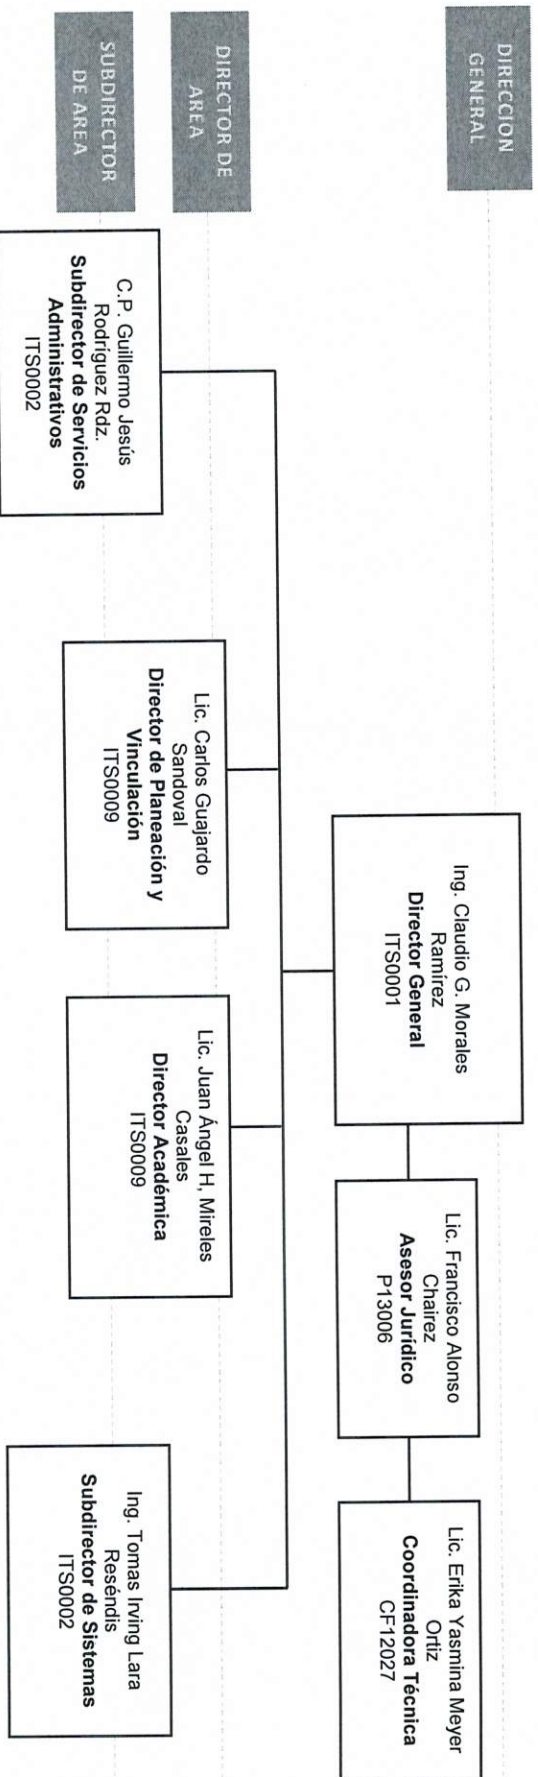 DIRECCION
GENERAL
Ing. Claudio G. Morales
Ramírez
Director General
ITS0001
Lic. Francisco Alonso
Chairez
Asesor Jurídico
P13006
Lic. Erika Yasmina Meyer
Ortiz
Coordinadora Técnica
CF12027
DIRECTOR DE
AREA
Lic. Carlos Guajardo
Sandoval
Director de Planeación y
Vinculación
ITS0009
Lic. Juan Ángel H, Mireles
Casales
Director Académica
ITS0009
SUBDIRECTOR
DE AREA
C.P. Guillermo Jesús
Rodríguez Rdz.
Subdirector de Servicios
Administrativos
ITS0002
Ing. Tomas Irving Lara
Reséndis
Subdirector de Sistemas
ITS0002